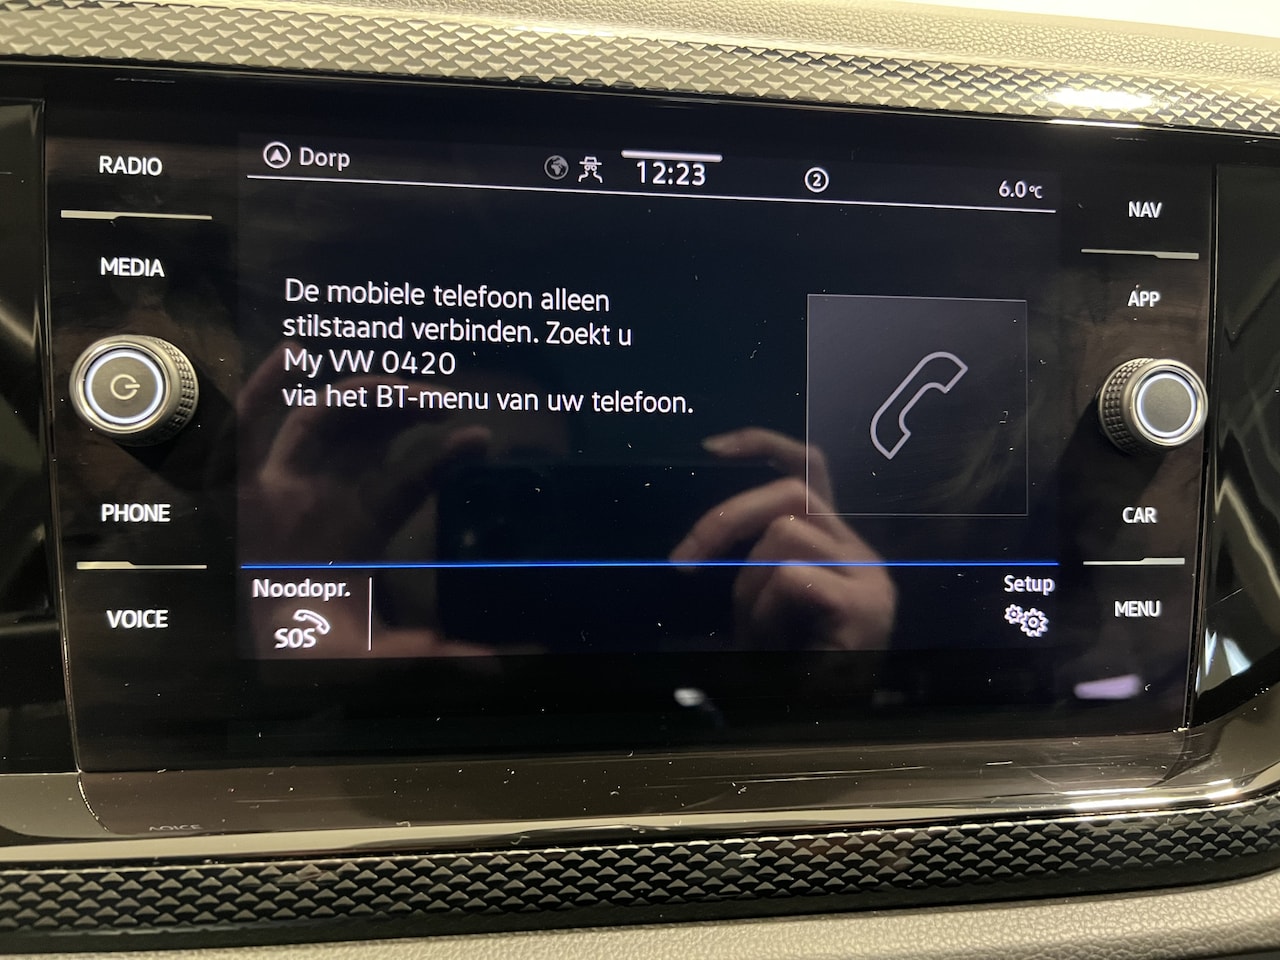 RADIO
MEDIA
PHONE
VOICE
Dorp
12:23
2
6.0°C
De mobiele telefoon alleen
stilstaand verbinden. Zoekt u
My VW 0420
via het BT-menu van uw telefoon.
Noodopr.
SOS
Setup
NAV
APP
CAR
MENU